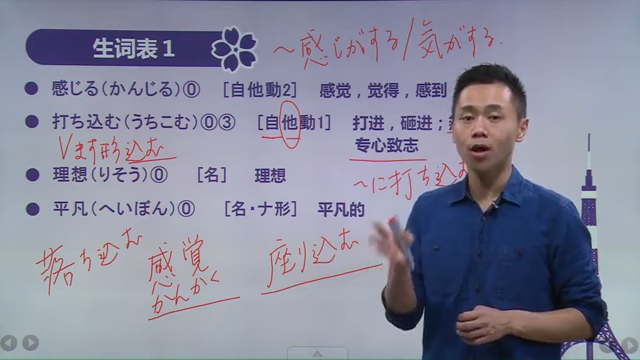 生词表1
～感じがする/気がする
● 感じる（かんじる）⓪ ［自他動2］ 感觉，觉得，感到
● 打ち込む（うちこむ）⓪③ ［自他動1］ 打进，砸进；
专心致志
Vます形込む
～に打ち込む
● 理想（りそう）⓪ ［名］ 理想
● 平凡（へいぼん）⓪ ［名・ナ形］ 平凡的
落ち込む
感覚
かんかく
座り込む